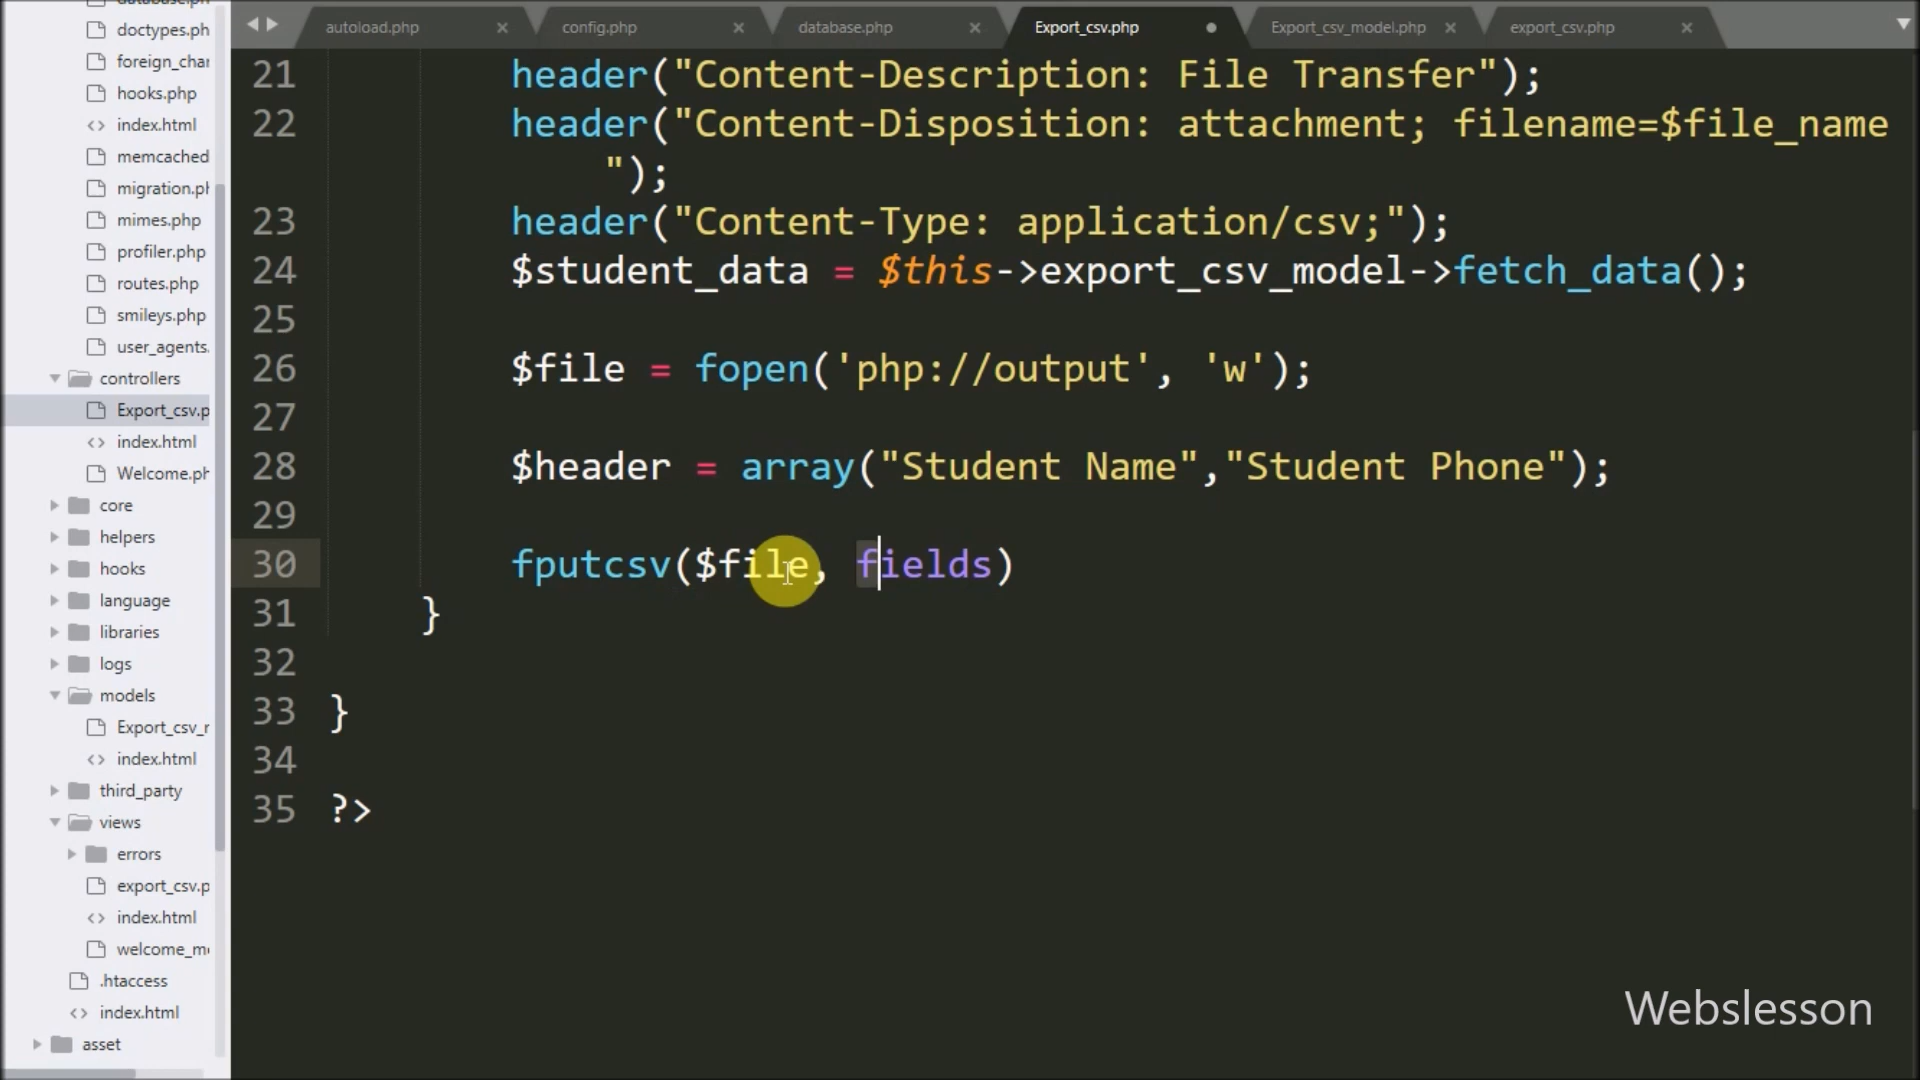 database.php
doctypes.ph
foreign_char
hooks.php
index.html
memcached
migration.ph
mimes.php
profiler.php
routes.php
smileys.php
user_agents.
controllers
Export_csv.p
index.html
Welcome.ph
core
helpers
hooks
language
libraries
logs
models
Export_csv_r
index.html
third_party
views
errors
export_csv.p
index.html
welcome_me
.htaccess
index.html
asset
autoload.php
config.php
database.php
Export_csv.php
Export_csv_model.php
export_csv.php
21 header("Content-Description: File Transfer");
22 header("Content-Disposition: attachment; filename=$file_name
");
23 header("Content-Type: application/csv;");
24 $student_data = $this->export_csv_model->fetch_data();
25
26 $file = fopen('php://output', 'w');
27
28 $header = array("Student Name","Student Phone");
29
30 fputcsv($file, fields)
31 }
32
33 }
34
35 ?>
Webslesson